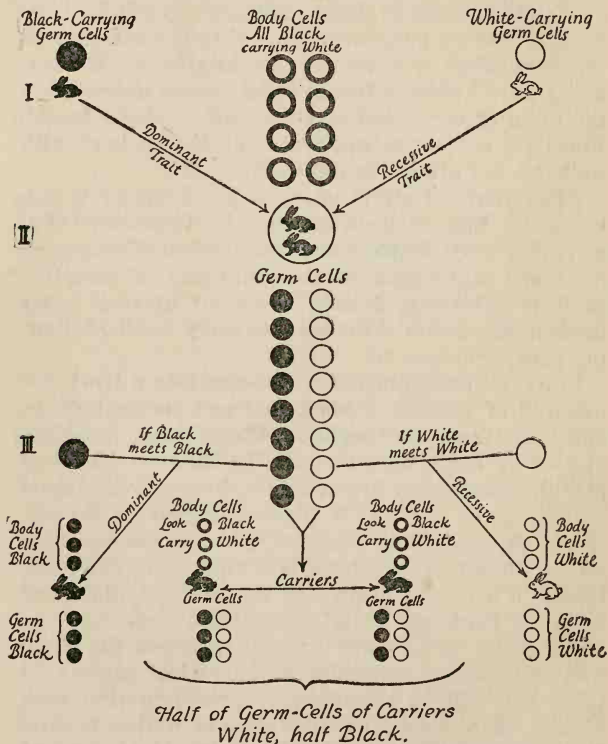 Black-Carrying
Germ Cells
Body Cells
All Black
carrying White
White-Carrying
Germ Cells
I
Dominant
Trait
Recessive
Trait
II
Germ Cells
III
If Black
meets Black
If White
meets White
Dominant
Recessive
Body
Cells
Black
Body Cells
Look Black
Carry White
Body Cells
Look Black
Carry White
Body
Cells
White
Carriers
Germ Cells
Germ Cells
Germ
Cells
Black
Germ
Cells
White
Half of Germ-Cells of Carriers
White, half Black.